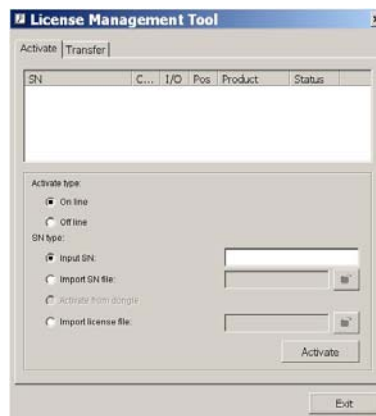 License Management Tool
Activate Transfer
SN C... I/O Pos Product Status
Activate type:
On line
Off line
SN type:
Input SN:
Import SN file:
Activate from dongle
Import license file:
Activate
Exit